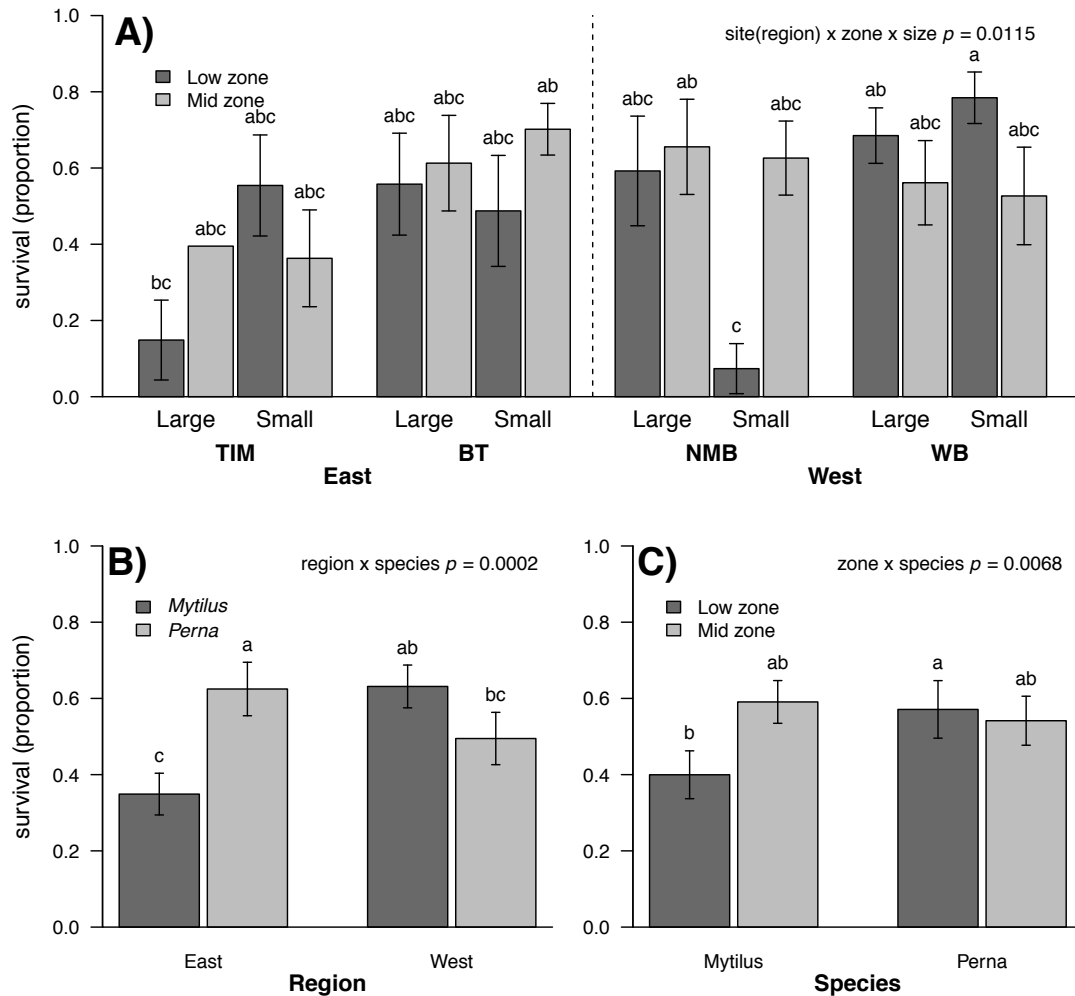 A)
site(region) x zone x size p = 0.0115
Low zone
Mid zone
survival (proportion)
1.0
0.8
0.6
0.4
0.2
0.0
bc
abc
abc
abc
abc
abc
abc
ab
abc
ab
c
abc
ab
abc
a
abc
Large
Small
Large
Small
Large
Small
Large
Small
TIM
BT
NMB
WB
East
West
B)
region x species p = 0.0002
Mytilus
Perna
survival (proportion)
1.0
0.8
0.6
0.4
0.2
0.0
c
a
ab
bc
East
West
Region
C)
zone x species p = 0.0068
Low zone
Mid zone
1.0
0.8
0.6
0.4
0.2
0.0
b
ab
a
ab
Mytilus
Perna
Species